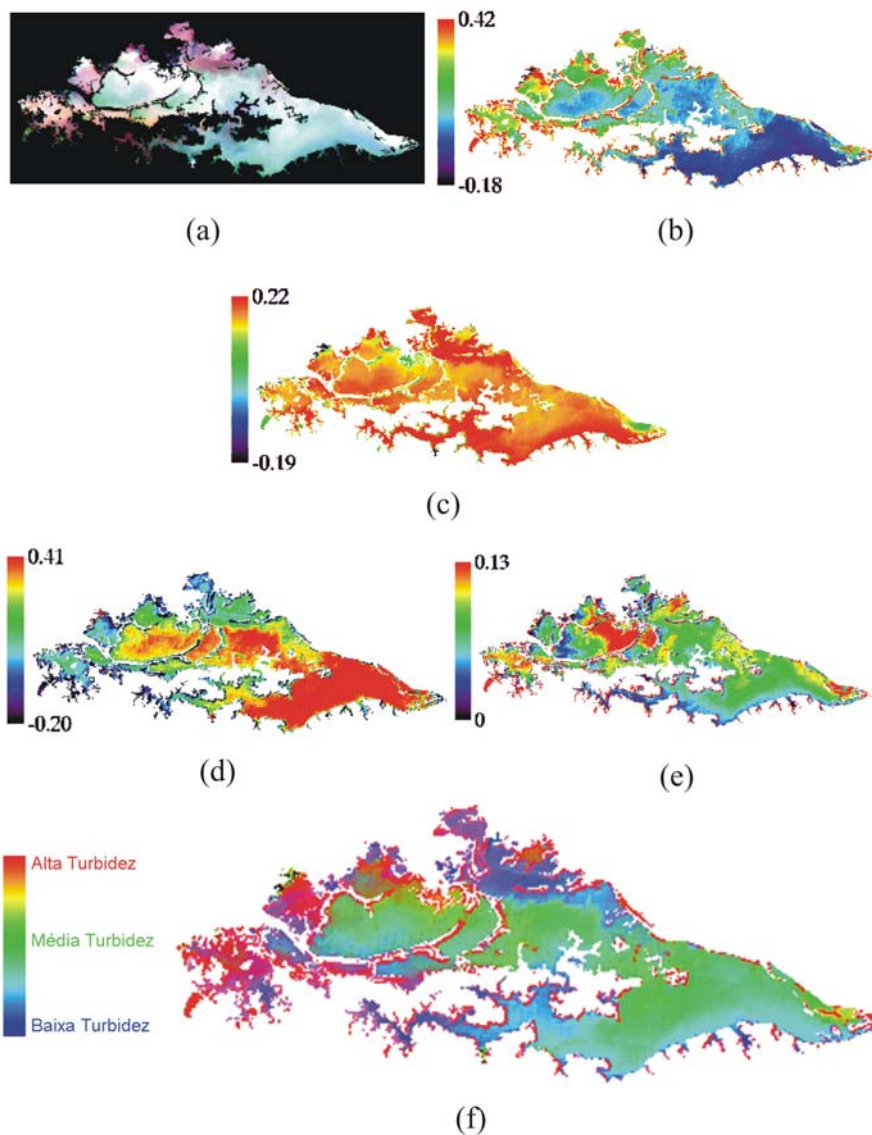 0.42
-0.18
(a)
(b)
0.22
-0.19
(c)
0.41
-0.20
0.13
0
(d)
(e)
Alta Turbidez
Média Turbidez
Baixa Turbidez
(f)